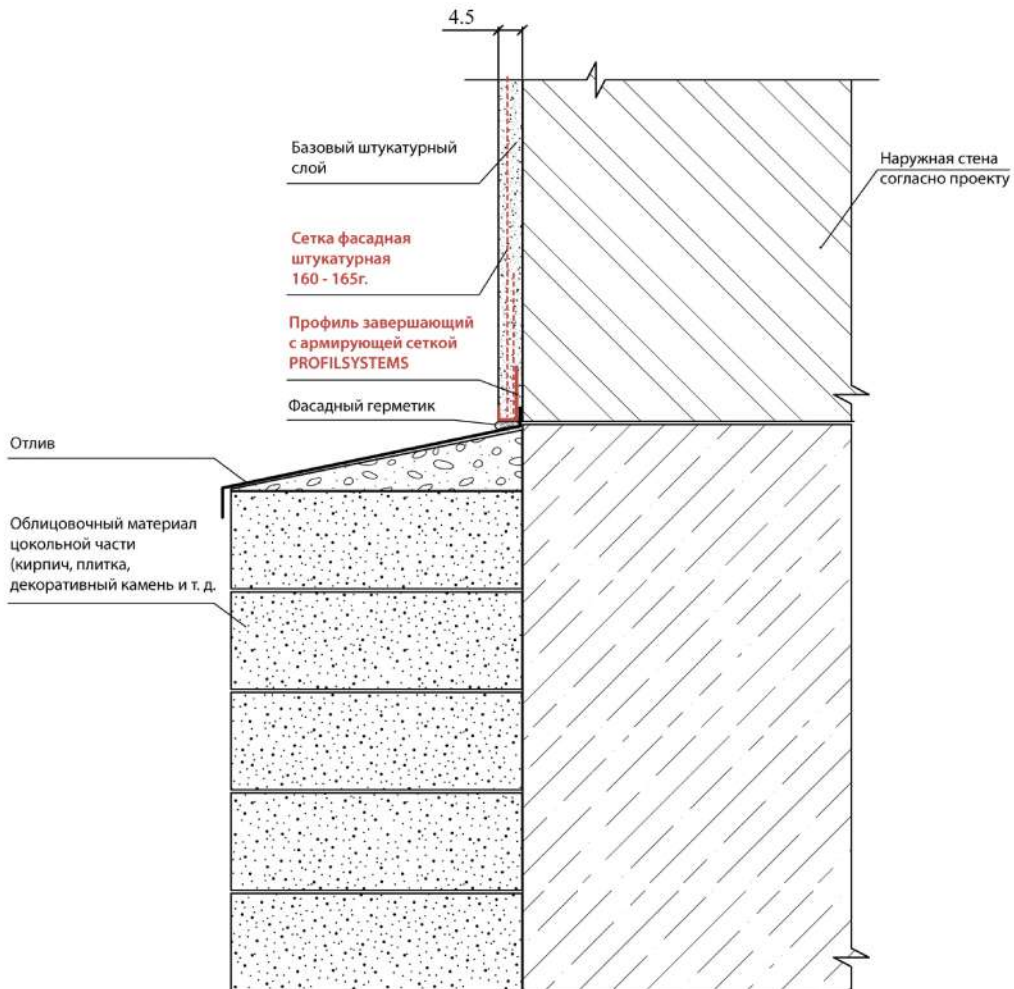 4.5
Базовый штукатурный
слой
Наружная стена
согласно проекту
Сетка фасадная
штукатурная
160 - 165г.
Профиль завершающий
с армирующей сеткой
PROFILSYSTEMS
Фасадный герметик
Отлив
Облицовочный материал
цокольной части
(кирпич, плитка,
декоративный камень и т. д.